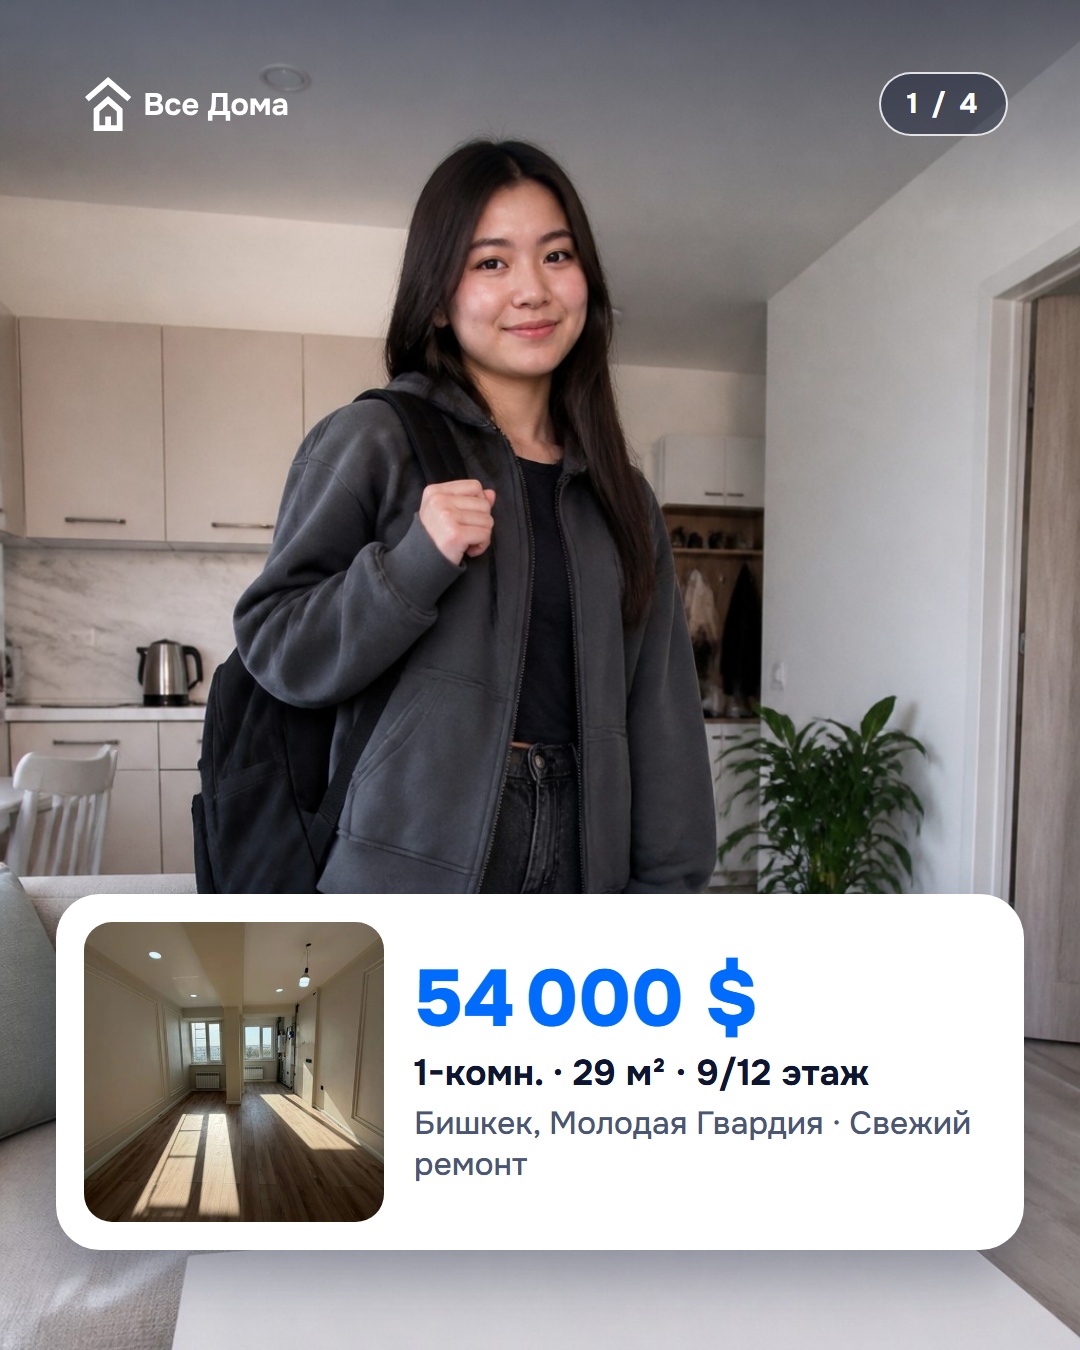 Все Дома
1 / 4
54 000 $
1-комн. · 29 м² · 9/12 этаж
Бишкек, Молодая Гвардия · Свежий
ремонт